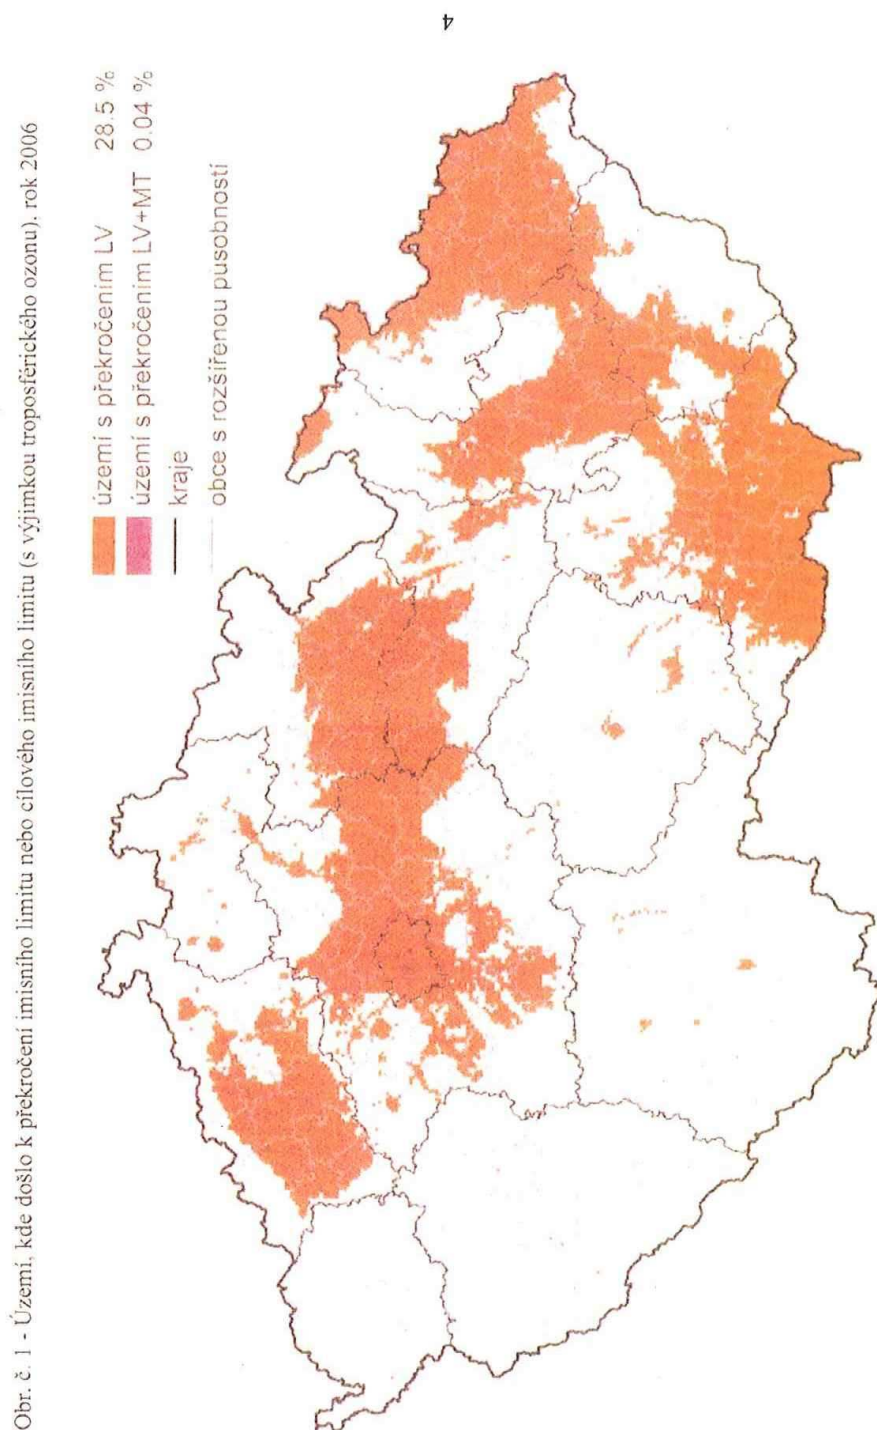 Obr. č. 1 - Území, kde došlo k překročení imisního limitu nebo cílového imisního limitu (s výjimkou troposférického ozonu), rok 2006
území s překročením LV 28.5 %
území s překročením LV+MT 0.04 %
kraje
obce s rozšířenou působností
4